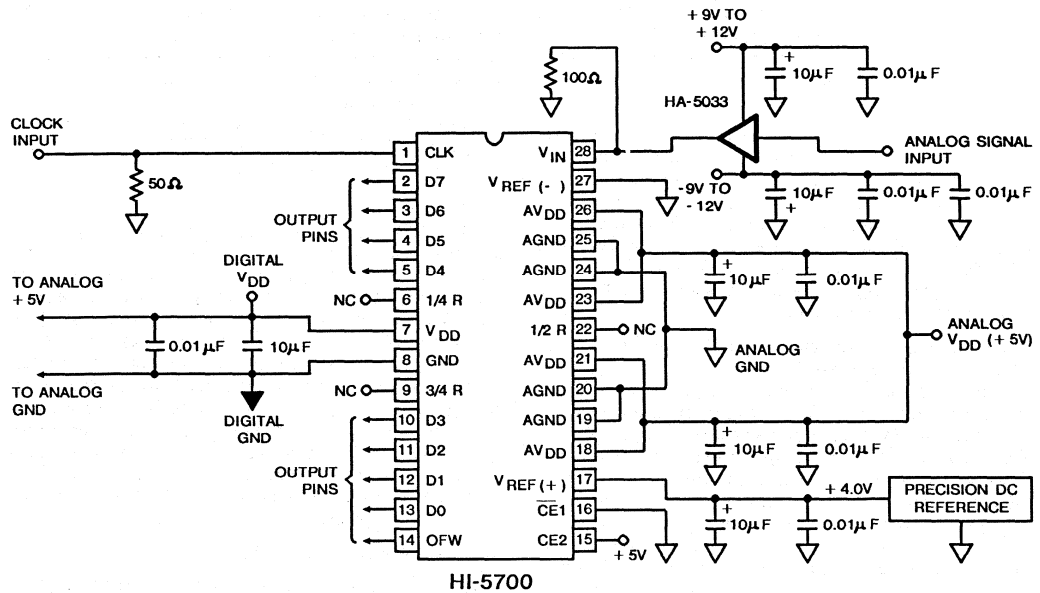 + 9V TO
+ 12V
+
10µF
0.01µ F
100Ω
HA-5033
CLOCK
INPUT
ANALOG SIGNAL
INPUT
50Ω
-9V TO
- 12V
10µF
+
0.01µ F
0.01µ F
1 CLK
VIN 28
2 D7
VREF (-) 27
3 D6
AVDD 26
4 D5
AGND 25
5 D4
AGND 24
6 1/4 R
AVDD 23
7 VDD
1/2 R 22
8 GND
AVDD 21
9 3/4 R
AGND 20
10 D3
AGND 19
11 D2
AVDD 18
12 D1
VREF (+) 17
13 D0
CE1 16
14 OFW
CE2 15
OUTPUT
PINS
NC
DIGITAL
VDD
TO ANALOG
+ 5V
0.01µF
10µF
TO ANALOG
GND
NC
DIGITAL
GND
OUTPUT
PINS
+
10µF
0.01µ F
NC
ANALOG
GND
ANALOG
VDD (+ 5V)
+
10µF
0.01µ F
+ 4.0V
PRECISION DC
REFERENCE
+
10µF
0.01µ F
+ 5V
HI-5700